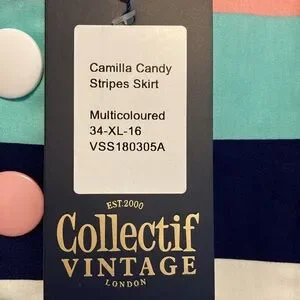 Camilla Candy
Stripes Skirt
Multicoloured
34-XL-16
VSS180305A
EST.2000
Collectif
VINTAGE
LONDON